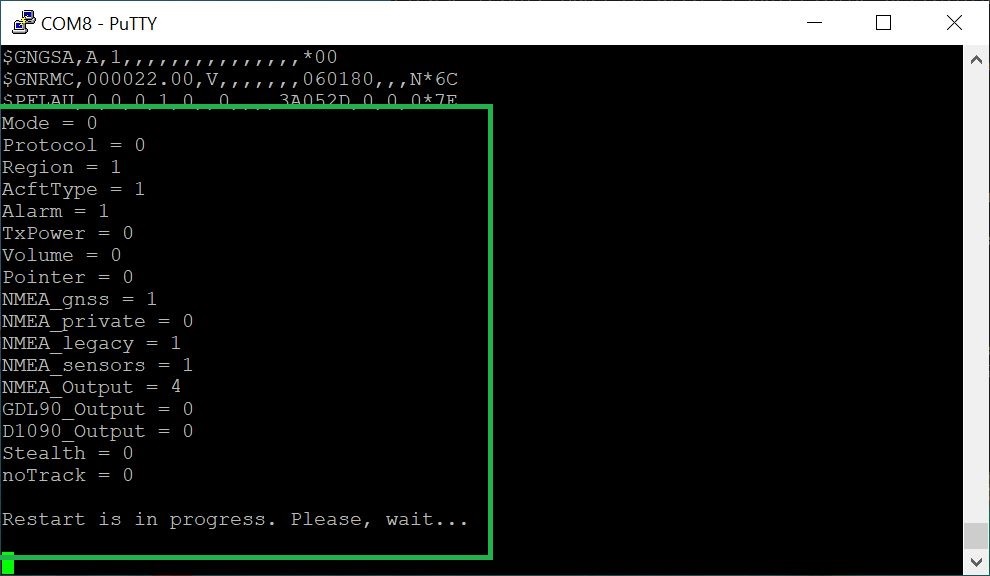 COM8 - PuTTY
$GNGSA,A,1,,,,,,,,,,,,,,,*00
$GNRMC,000022.00,V,,,,,,,060180,,,N*6C
$PFLAU,0,0,0,1,0,,0,,,,3A052D,0,0,0*7E
Mode = 0
Protocol = 0
Region = 1
AcftType = 1
Alarm = 1
TxPower = 0
Volume = 0
Pointer = 0
NMEA_gnss = 1
NMEA_private = 0
NMEA_legacy = 1
NMEA_sensors = 1
NMEA_Output = 4
GDL90_Output = 0
D1090_Output = 0
Stealth = 0
noTrack = 0
Restart is in progress. Please, wait...